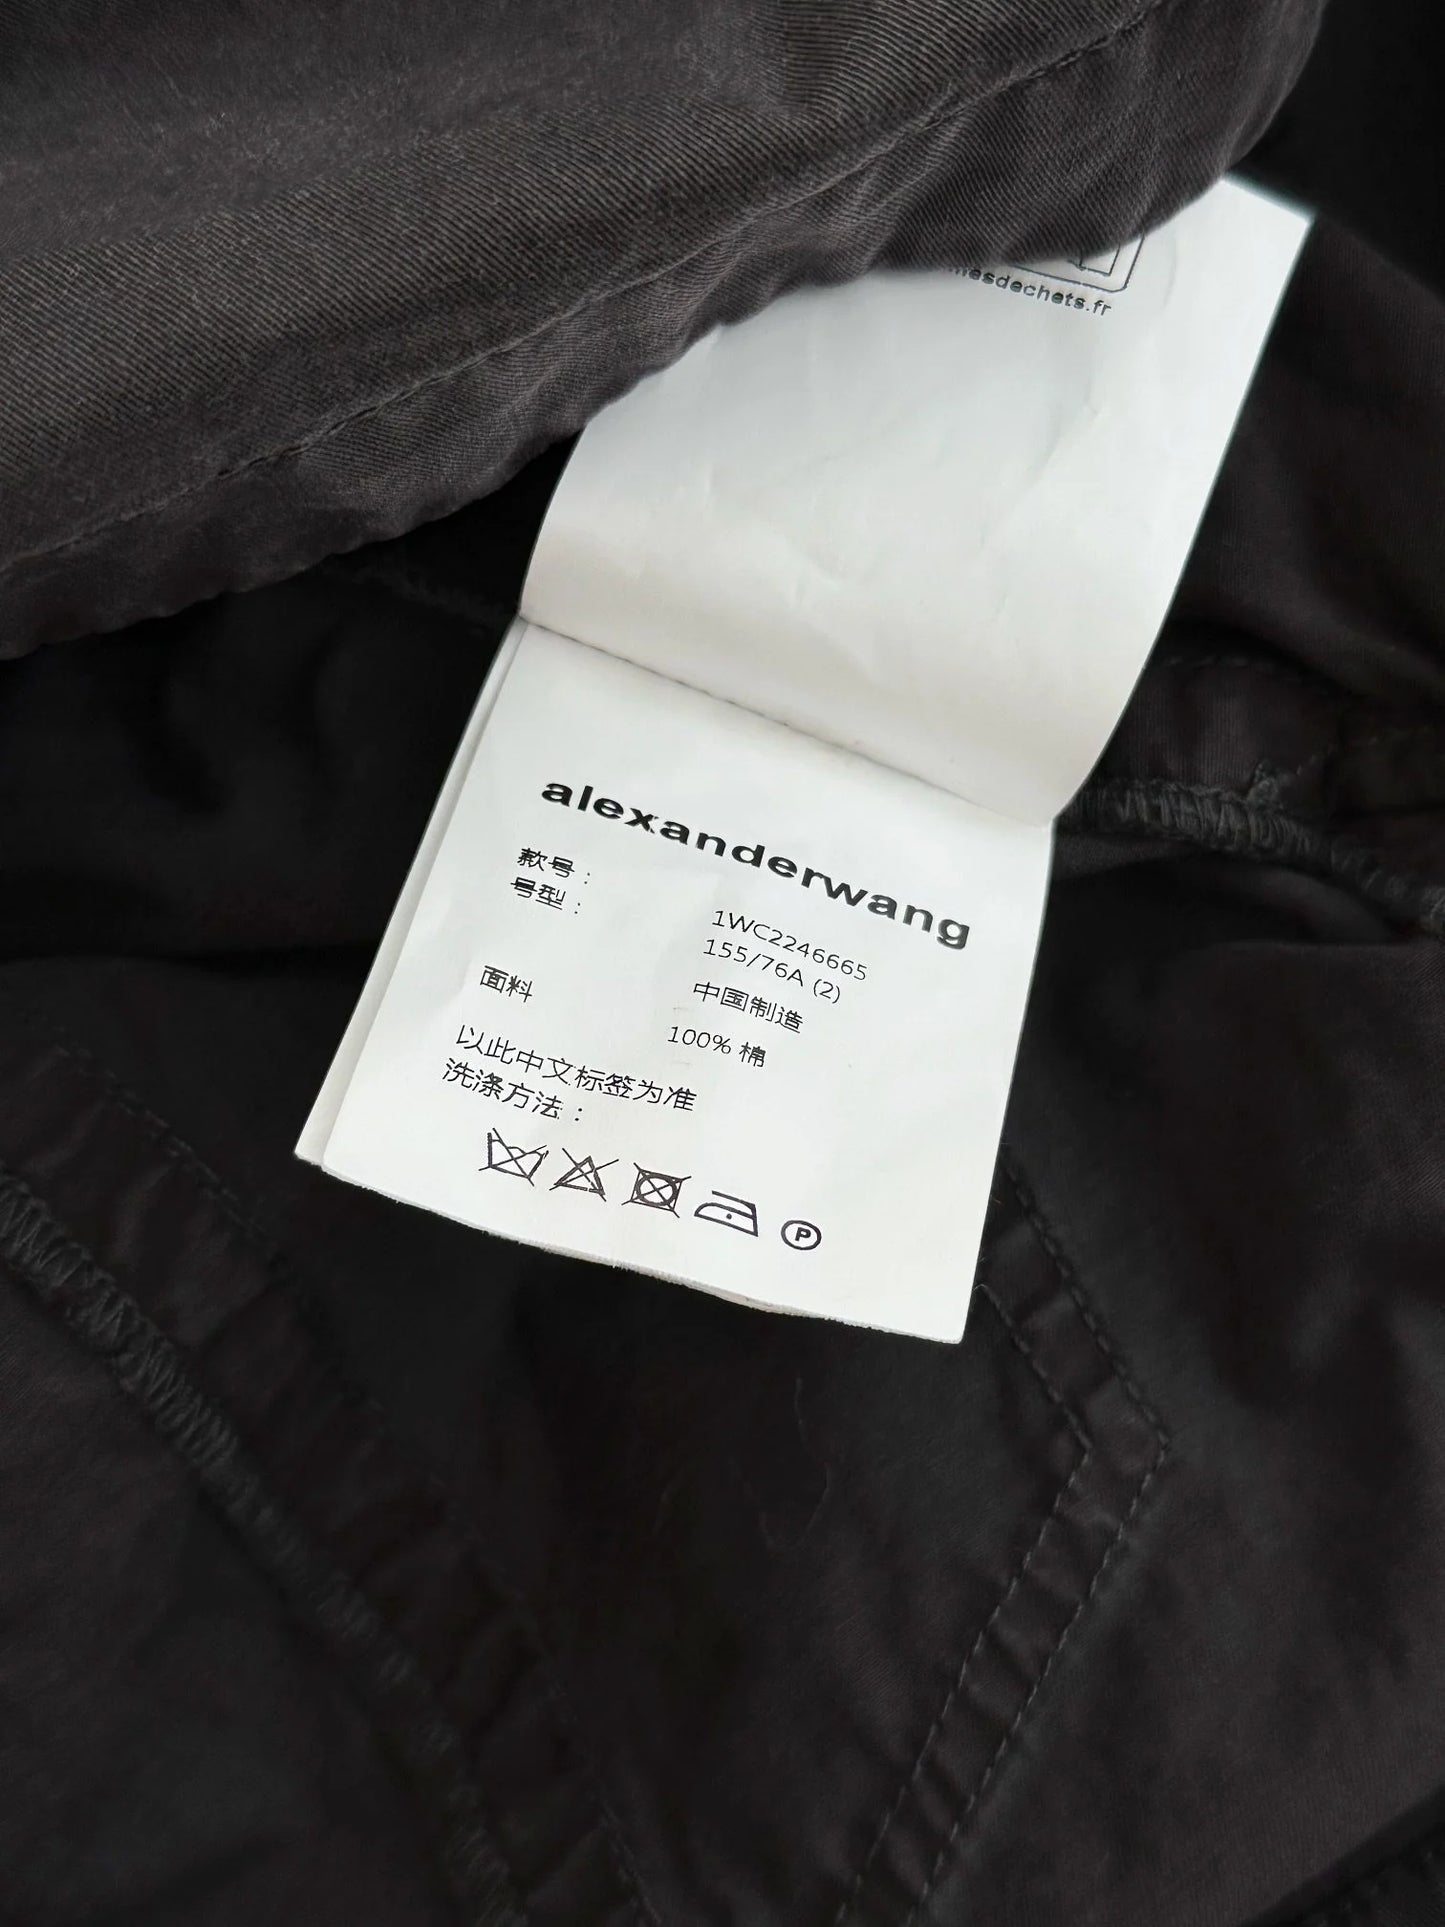 mesdechets.fr
alexanderwang
款号:
1WC2246665
号型:
155/76A (2)
中国制造
面料
100% 棉
以此中文标签为准
洗涤方法:
P